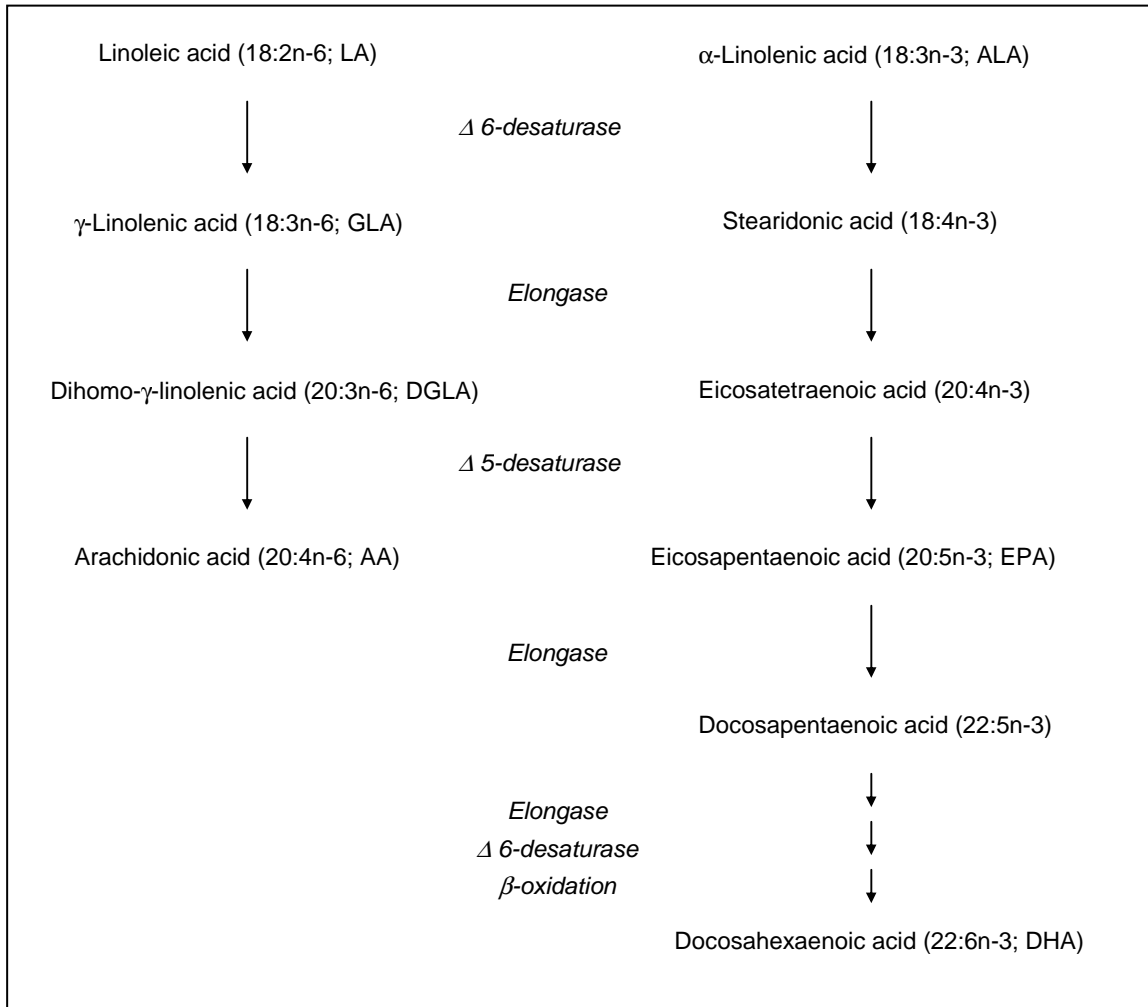 Linoleic acid (18:2n-6; LA)
α-Linolenic acid (18:3n-3; ALA)
Δ 6-desaturase
γ-Linolenic acid (18:3n-6; GLA)
Stearidonic acid (18:4n-3)
Elongase
Dihomo-γ-linolenic acid (20:3n-6; DGLA)
Eicosatetraenoic acid (20:4n-3)
Δ 5-desaturase
Arachidonic acid (20:4n-6; AA)
Eicosapentaenoic acid (20:5n-3; EPA)
Elongase
Docosapentaenoic acid (22:5n-3)
Elongase
Δ 6-desaturase
β-oxidation
Docosahexaenoic acid (22:6n-3; DHA)